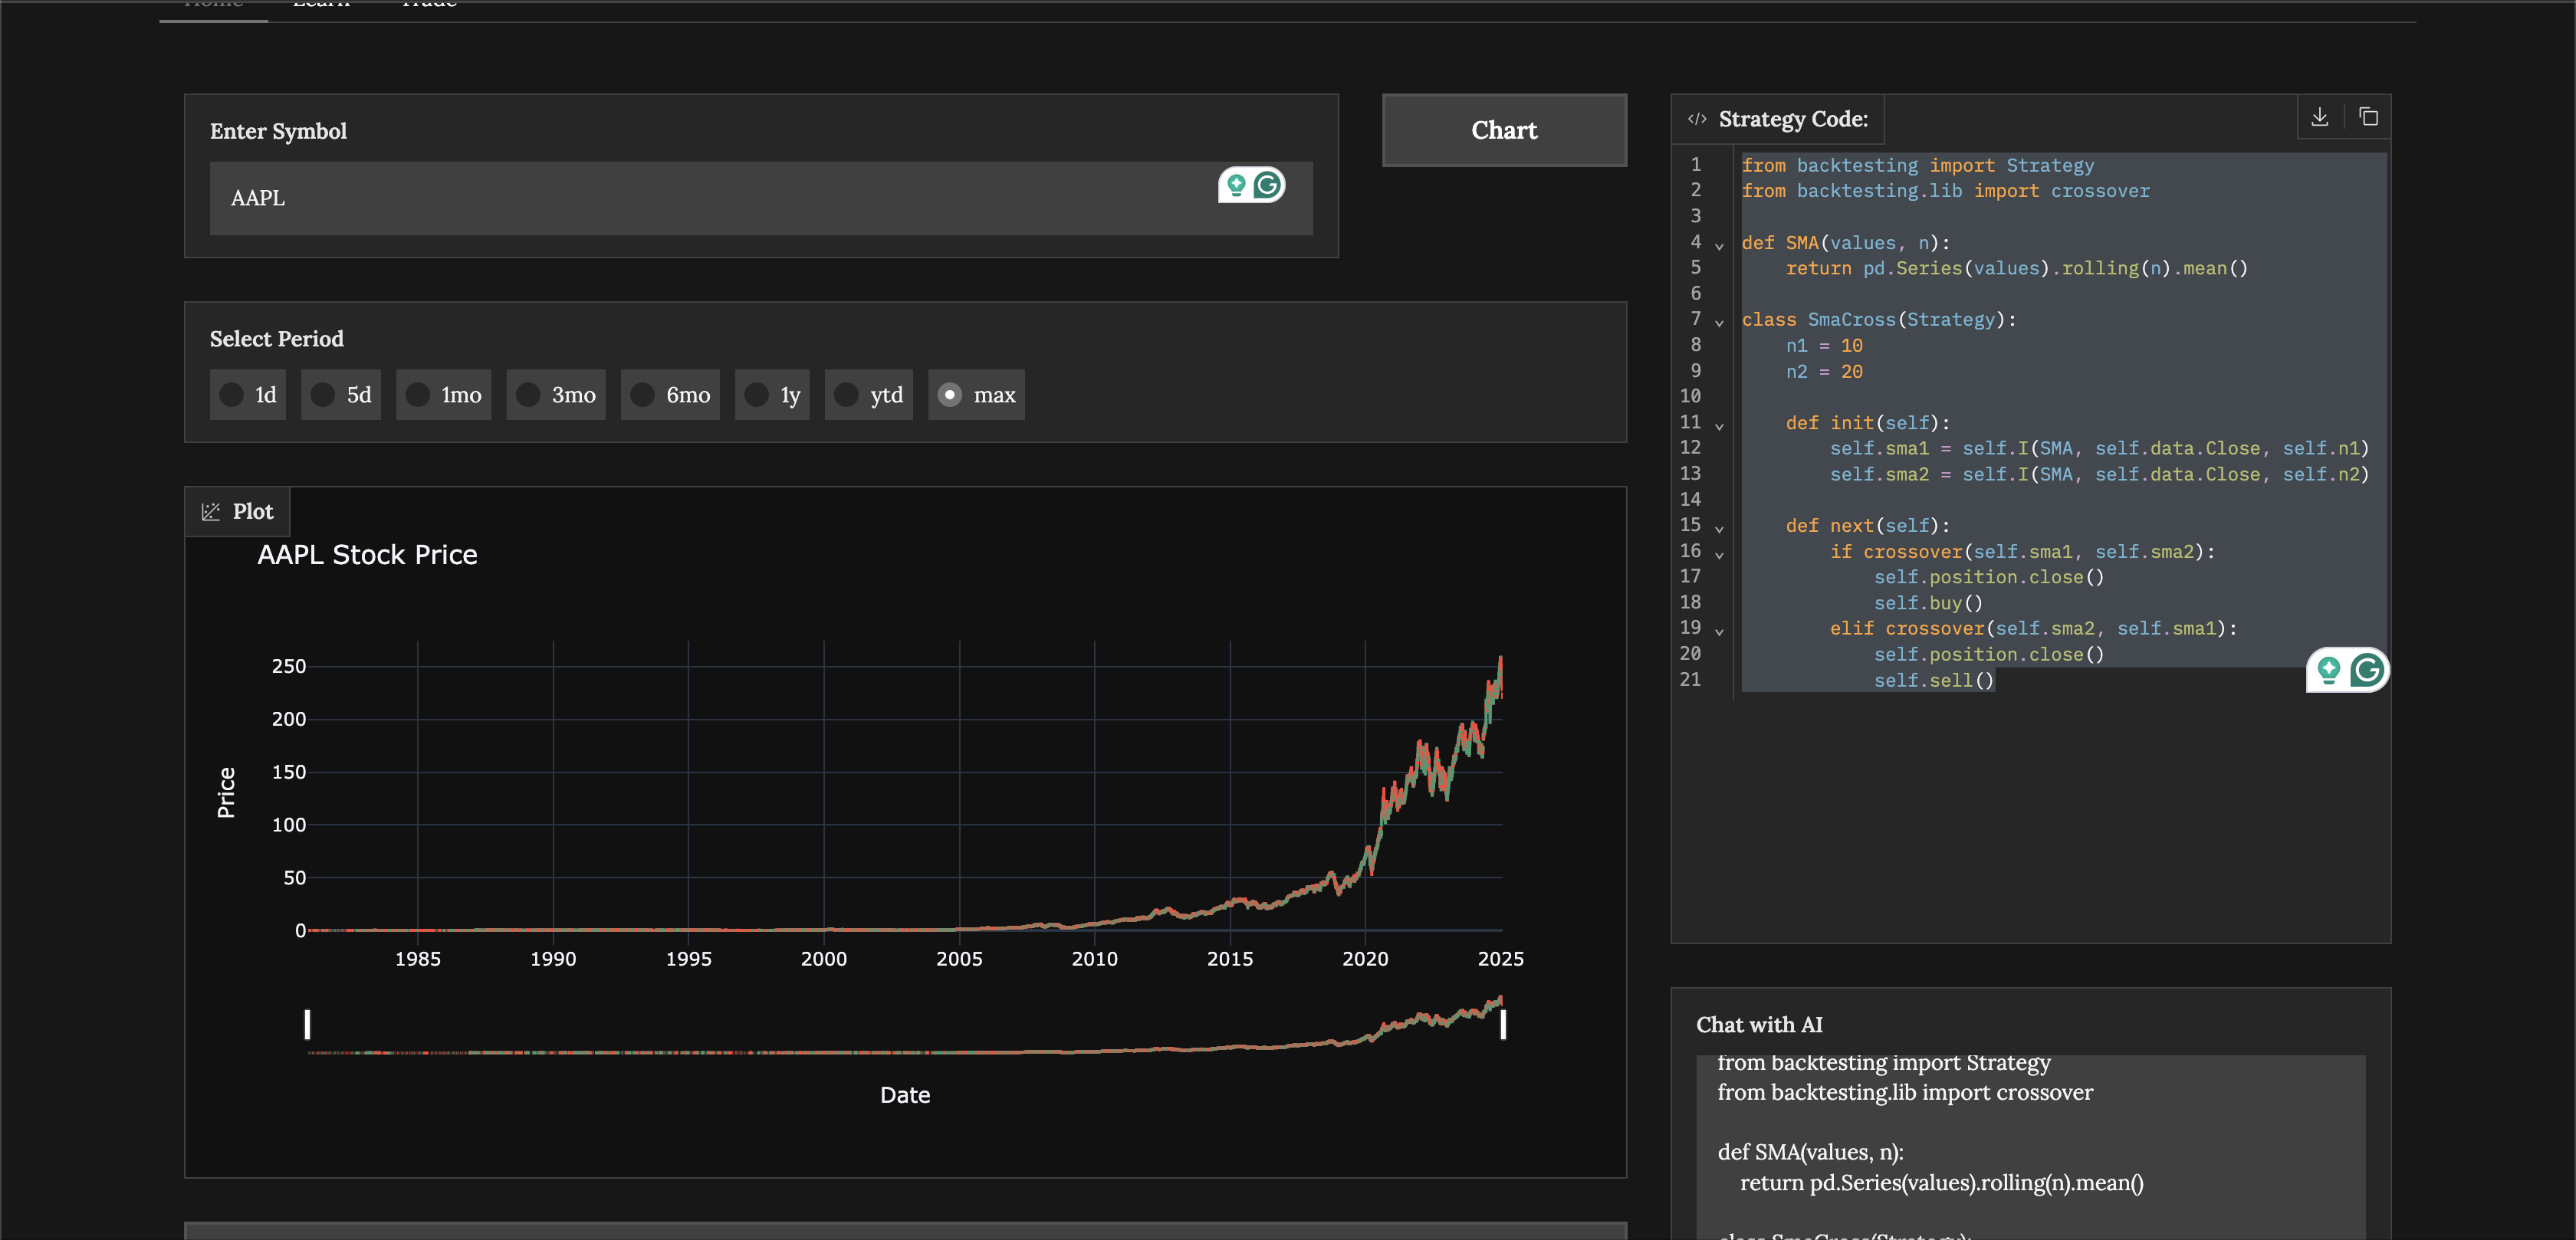 Home Learn Trade
Enter Symbol
AAPL
Chart
Select Period
1d 5d 1mo 3mo 6mo 1y ytd max
Plot
AAPL Stock Price
Price
250
200
150
100
50
0
1985 1990 1995 2000 2005 2010 2015 2020 2025
Date
</> Strategy Code:
1 from backtesting import Strategy
2 from backtesting.lib import crossover
3
4 def SMA(values, n):
5     return pd.Series(values).rolling(n).mean()
6
7 class SmaCross(Strategy):
8     n1 = 10
9     n2 = 20
10
11     def init(self):
12         self.sma1 = self.I(SMA, self.data.Close, self.n1)
13         self.sma2 = self.I(SMA, self.data.Close, self.n2)
14
15     def next(self):
16         if crossover(self.sma1, self.sma2):
17             self.position.close()
18             self.buy()
19         elif crossover(self.sma2, self.sma1):
20             self.position.close()
21             self.sell()
Chat with AI
from backtesting import Strategy
from backtesting.lib import crossover
def SMA(values, n):
    return pd.Series(values).rolling(n).mean()
class SmaCross(Strategy):